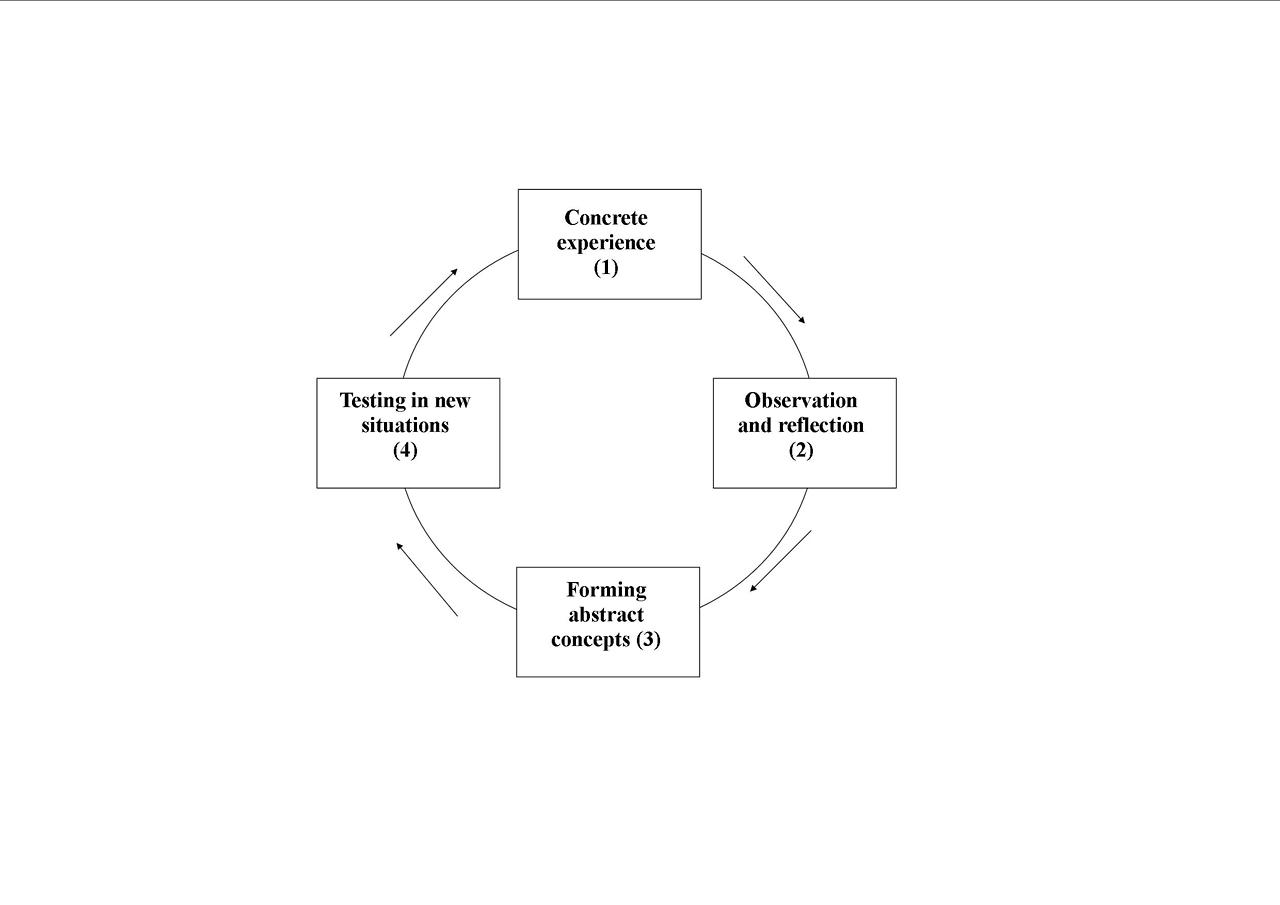 Concrete
experience
(1)
Observation
and reflection
(2)
Forming
abstract
concepts (3)
Testing in new
situations
(4)